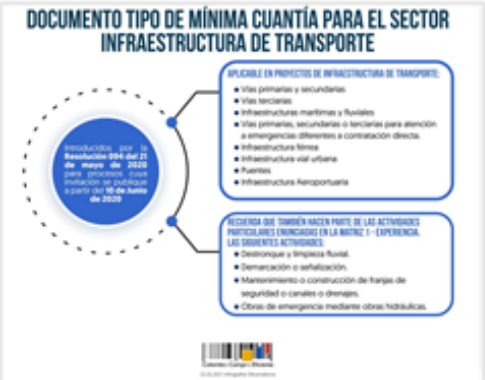 DOCUMENTO TIPO DE MÍNIMA CUANTÍA PARA EL SECTOR
INFRAESTRUCTURA DE TRANSPORTE
Introducidos por la
Resolución 094 del 21
de mayo de 2020
para procesos cuya
invitación se publique
a partir del 10 de Junio
de 2020
APLICABLE EN PROYECTOS DE INFRAESTRUCTURA DE TRANSPORTE:
Vías primarias y secundarias
Vías terciarias
Infraestructuras marítimas y fluviales
Vías primarias, secundarias o terciarias para atención
a emergencias diferentes a contratación directa.
Infraestructura férrea
Infraestructura vial urbana
Puentes
Infraestructura Aeroportuaria
RECUERDA QUE TAMBIÉN HACEN PARTE DE LAS ACTIVIDADES
PARTICULARES ENUNCIADAS EN LA MATRIZ 1 - EXPERIENCIA,
LAS SIGUIENTES ACTIVIDADES:
Destronque y limpieza fluvial.
Demarcación o señalización.
Mantenimiento o construcción de franjas de
seguridad o canales o drenajes.
Obras de emergencia mediante obras hidráulicas.
Colombia Compra Eficiente